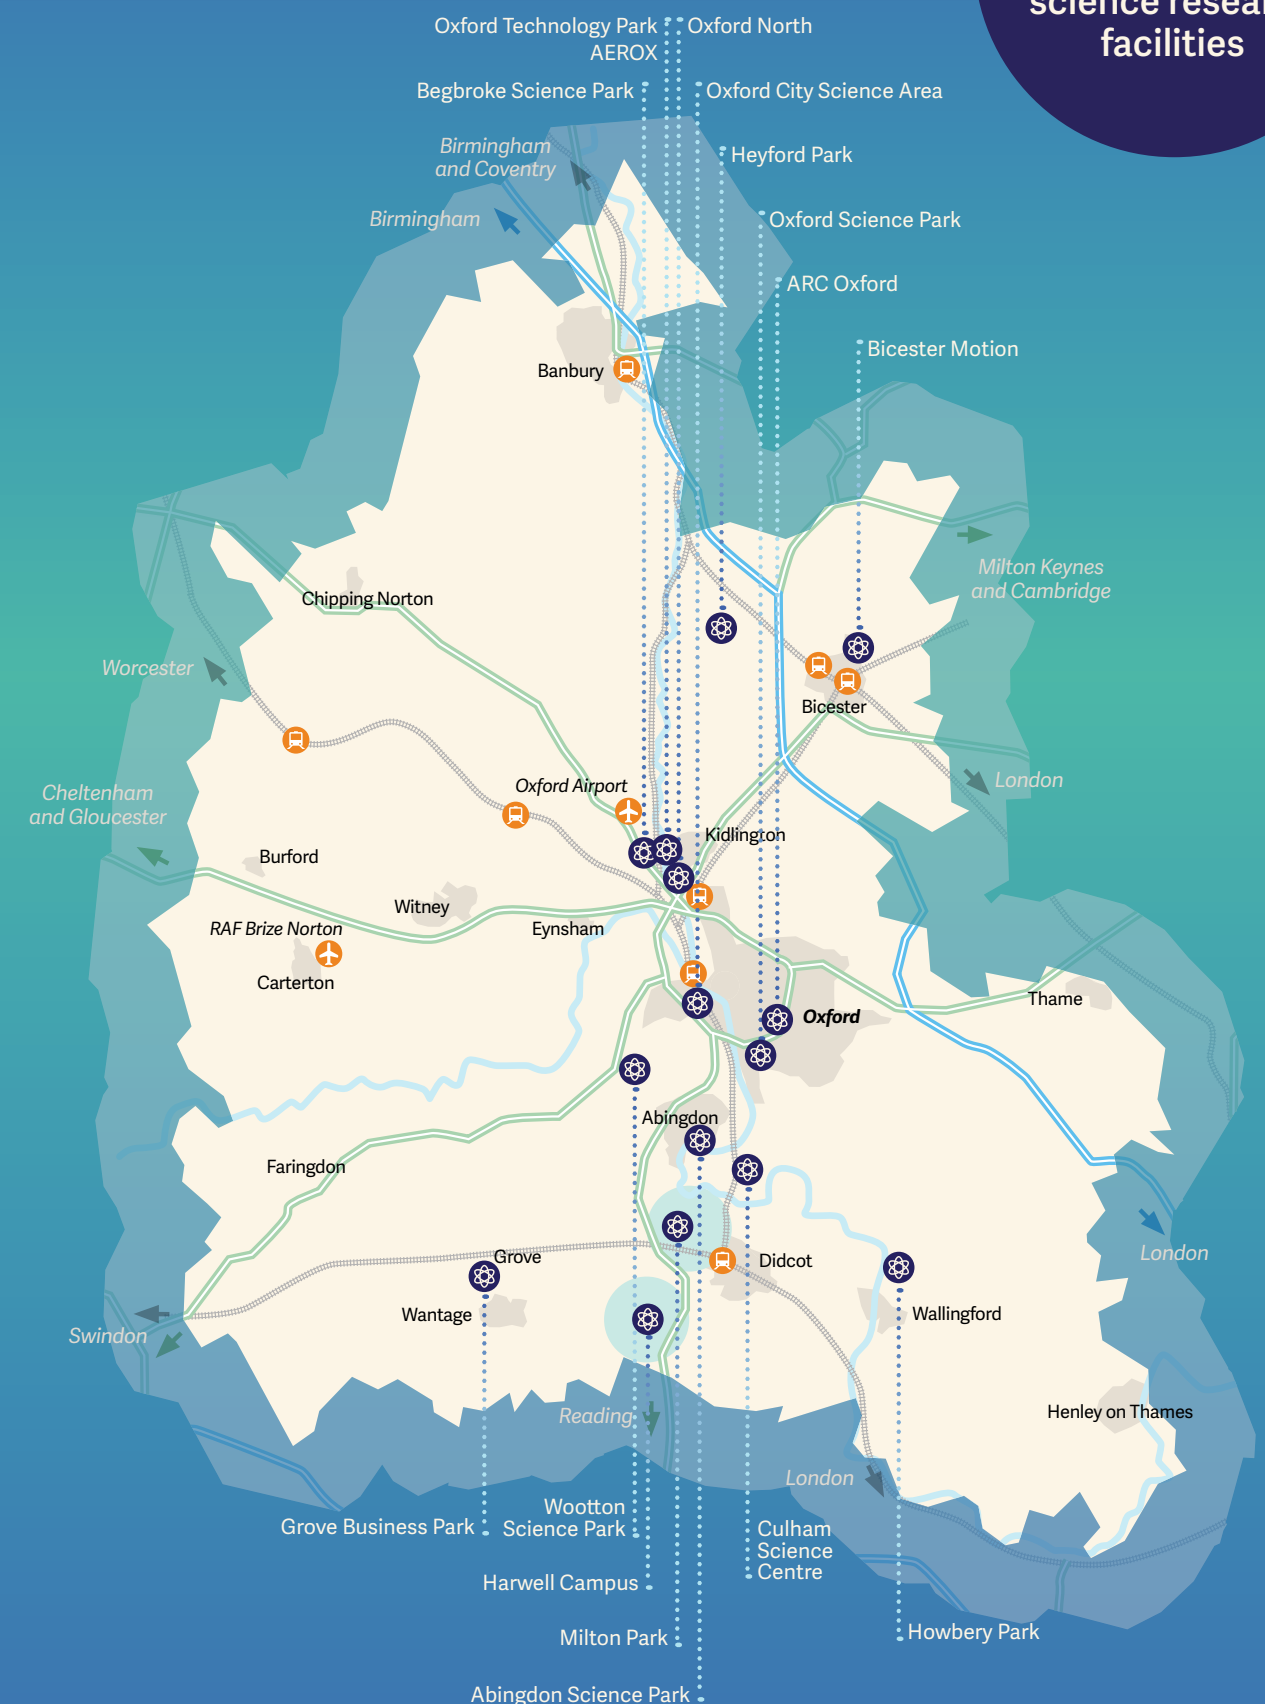 science resear
facilities
Oxford Technology Park
AEROX
Oxford North
Begbroke Science Park
Oxford City Science Area
Birmingham
and Coventry
Heyford Park
Birmingham
Oxford Science Park
ARC Oxford
Bicester Motion
Banbury
Milton Keynes
and Cambridge
Chipping Norton
Worcester
Bicester
Oxford Airport
London
Cheltenham
and Gloucester
Kidlington
Burford
Witney
RAF Brize Norton
Eynsham
Carterton
Thame
Oxford
Abingdon
Faringdon
London
Grove
Didcot
Wantage
Wallingford
Swindon
Reading
Henley on Thames
London
Grove Business Park
Wootton
Science Park
Culham
Science
Centre
Harwell Campus
Howbery Park
Milton Park
Abingdon Science Park